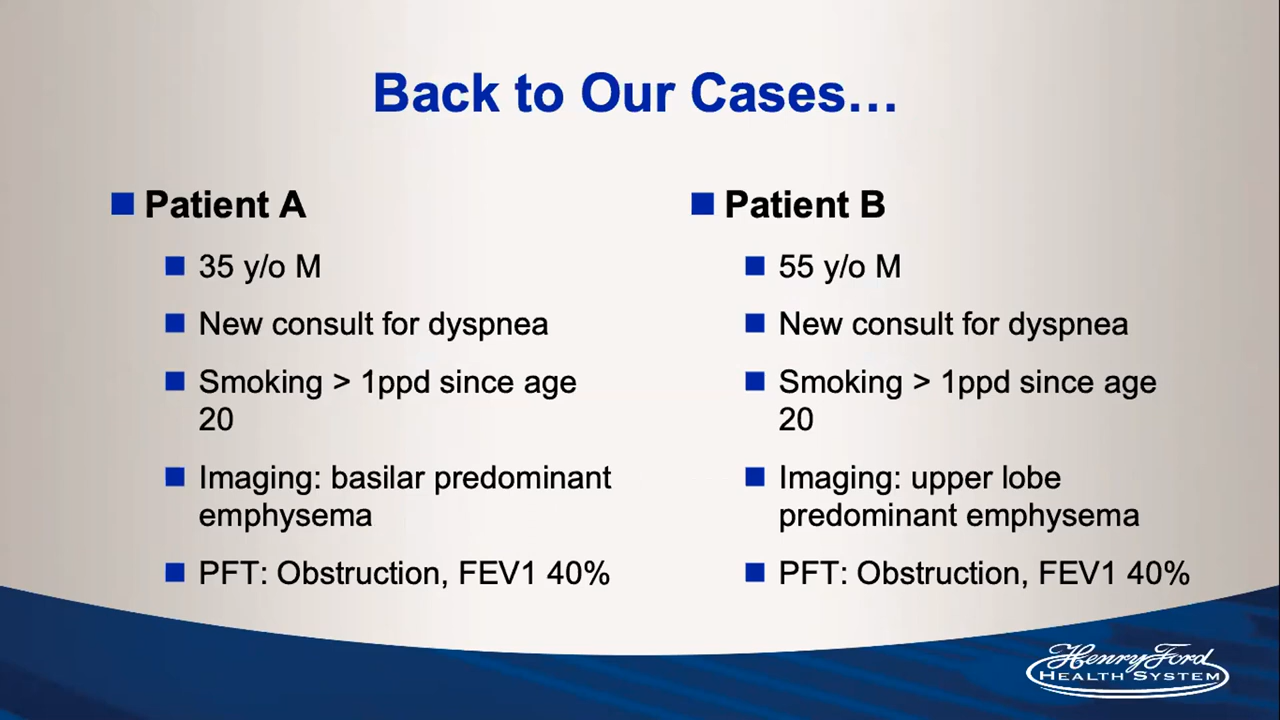 Back to Our Cases…
Patient A
35 y/o M
New consult for dyspnea
Smoking > 1ppd since age
20
Imaging: basilar predominant
emphysema
PFT: Obstruction, FEV1 40%
Patient B
55 y/o M
New consult for dyspnea
Smoking > 1ppd since age
20
Imaging: upper lobe
predominant emphysema
PFT: Obstruction, FEV1 40%
Henry Ford
HEALTH SYSTEM